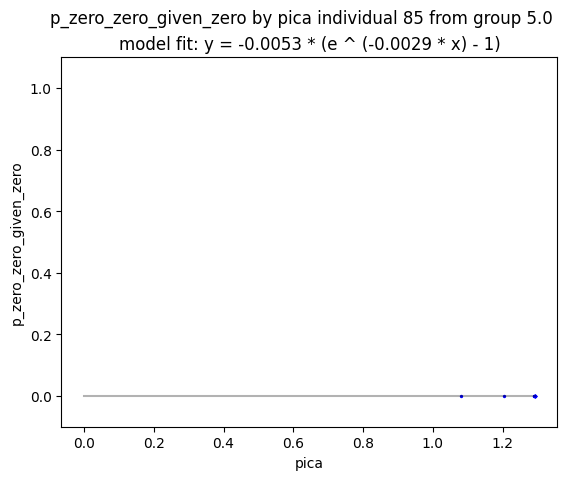 p_zero_zero_given_zero by pica individual 85 from group 5.0
model fit: y = -0.0053 * (e ^ (-0.0029 * x) - 1)
1.0
0.8
0.6
0.4
0.2
0.0
p_zero_zero_given_zero
0.0 0.2 0.4 0.6 0.8 1.0 1.2
pica